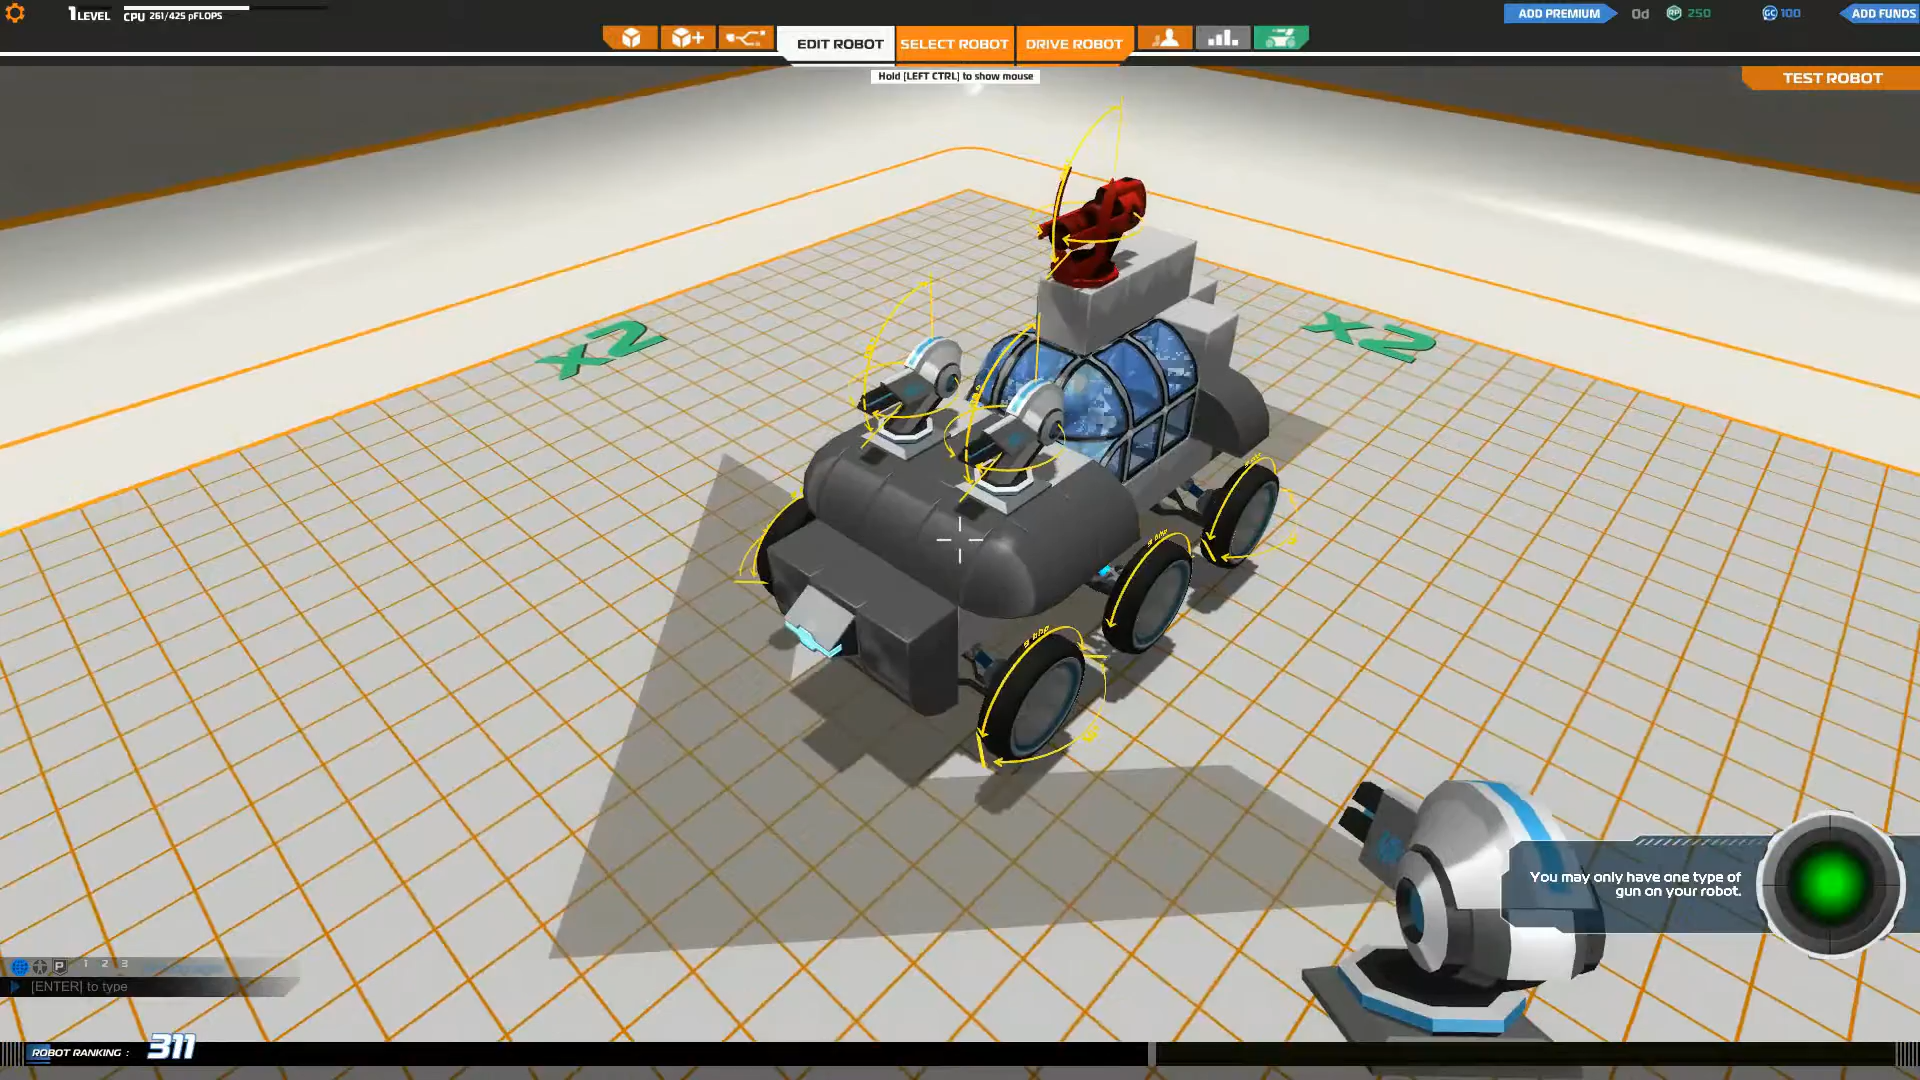 1 LEVEL CPU 261/425 pFLOPS
ADD PREMIUM 0d RP 250 GC 100 ADD FUNDS
EDIT ROBOT SELECT ROBOT DRIVE ROBOT
Hold [LEFT CTRL] to show mouse
TEST ROBOT
x2
x2
You may only have one type of
gun on your robot.
P 1 2 3
[ENTER] to type
ROBOT RANKING : 311